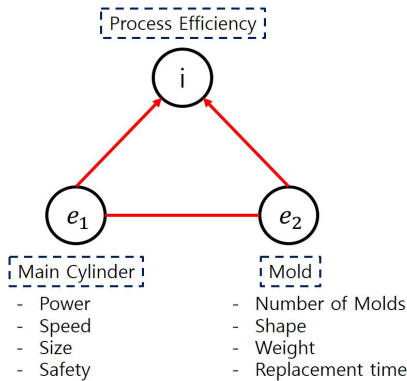 Process Efficiency
i
e₁ e₂
Main Cylinder Mold
- Power - Number of Molds
- Speed - Shape
- Size - Weight
- Safety - Replacement time